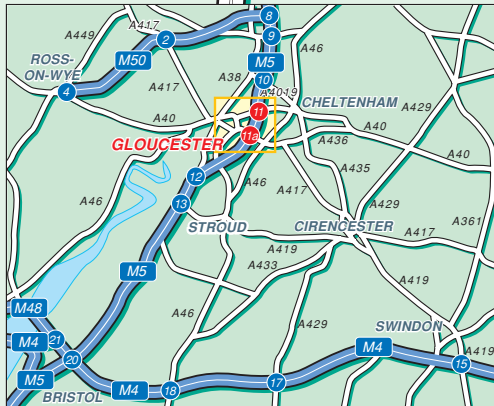 A449
A417
2
8
9
A46
ROSS-
ON-WYE
M50
M5
A38
10
4
A417
A4019
11
CHELTENHAM
A429
A40
A40
GLOUCESTER
11a
A436
A40
12
A46
A417
A435
A46
13
A429
A361
STROUD
CIRENCESTER
A417
A419
M5
A433
A419
M48
A46
A429
SWINDON
M4
21
M4
A419
20
15
M5
M4
18
17
BRISTOL